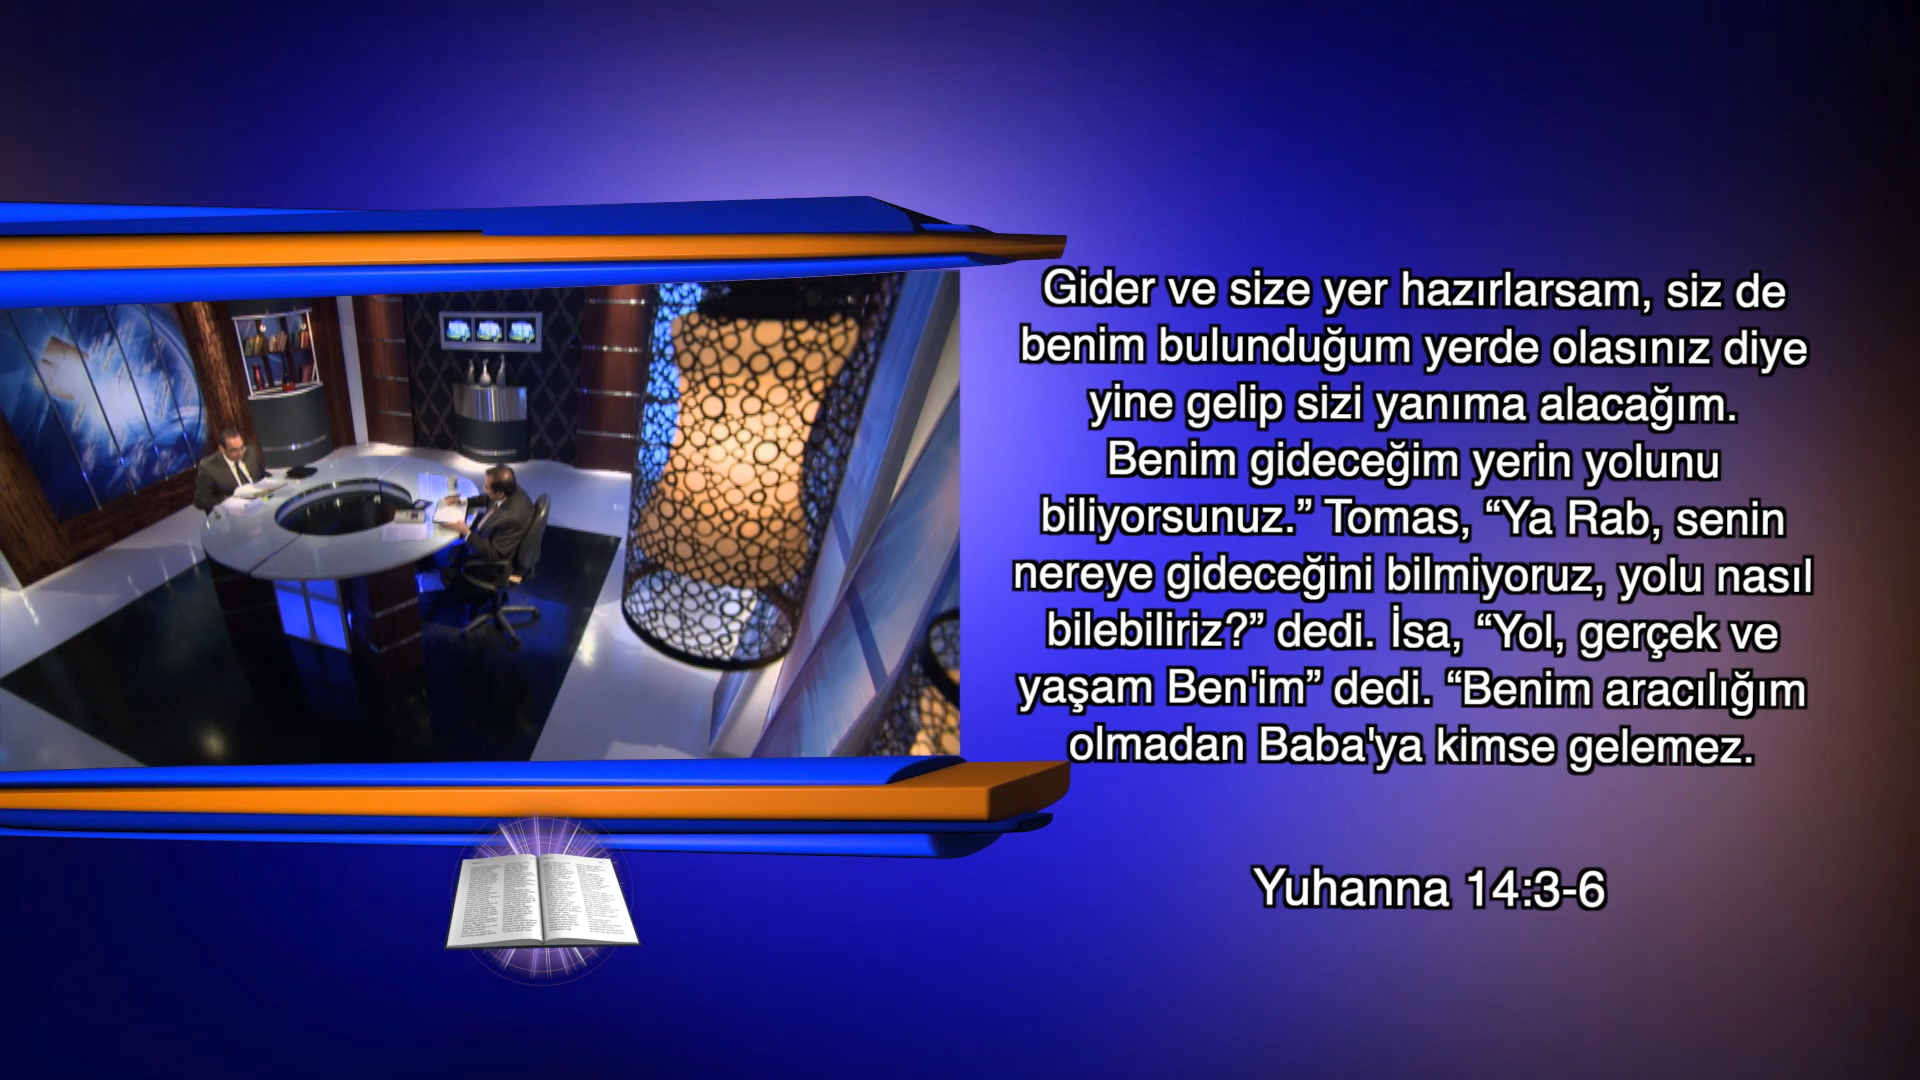 Gider ve size yer hazırlarsam, siz de
benim bulunduğum yerde olasınız diye
yine gelip sizi yanıma alacağım.
Benim gideceğim yerin yolunu
biliyorsunuz.” Tomas, “Ya Rab, senin
nereye gideceğini bilmiyoruz, yolu nasıl
bilebiliriz?” dedi. İsa, “Yol, gerçek ve
yaşam Ben'im” dedi. “Benim aracılığım
olmadan Baba'ya kimse gelemez.
Yuhanna 14:3-6